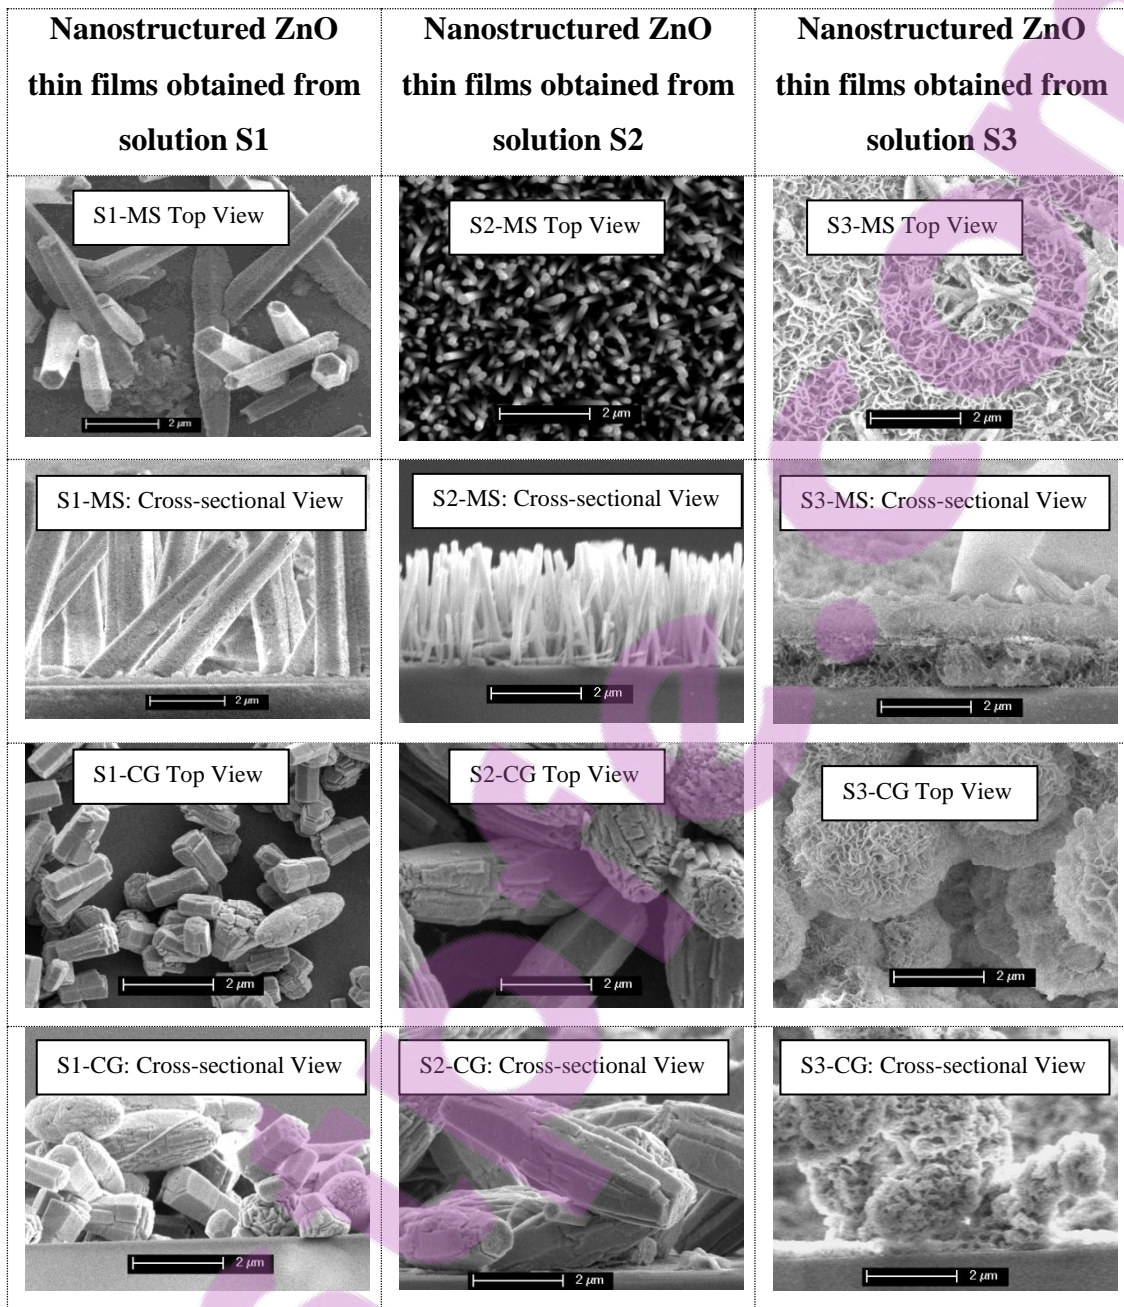 Nanostructured ZnO
thin films obtained from
solution S1
Nanostructured ZnO
thin films obtained from
solution S2
Nanostructured ZnO
thin films obtained from
solution S3
S1-MS Top View
2 µm
S2-MS Top View
2 µm
S3-MS Top View
2 µm
S1-MS: Cross-sectional View
2 µm
S2-MS: Cross-sectional View
2 µm
S3-MS: Cross-sectional View
2 µm
S1-CG Top View
2 µm
S2-CG Top View
2 µm
S3-CG Top View
2 µm
S1-CG: Cross-sectional View
2 µm
S2-CG: Cross-sectional View
2 µm
S3-CG: Cross-sectional View
2 µm